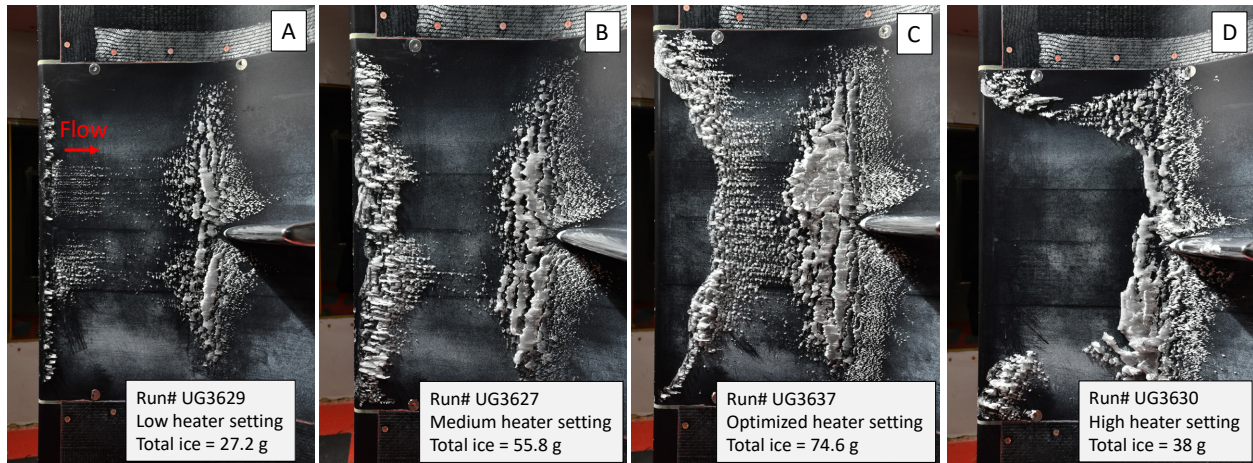 A
Flow
Run# UG3629
Low heater setting
Total ice = 27.2 g
B
Run# UG3627
Medium heater setting
Total ice = 55.8 g
C
Run# UG3637
Optimized heater setting
Total ice = 74.6 g
D
Run# UG3630
High heater setting
Total ice = 38 g